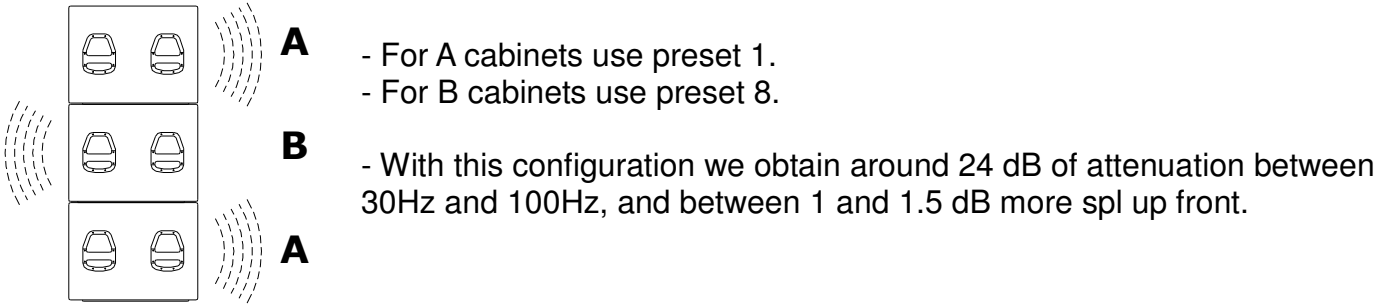 A
- For A cabinets use preset 1.
- For B cabinets use preset 8.
B
- With this configuration we obtain around 24 dB of attenuation between
30Hz and 100Hz, and between 1 and 1.5 dB more spl up front.
A